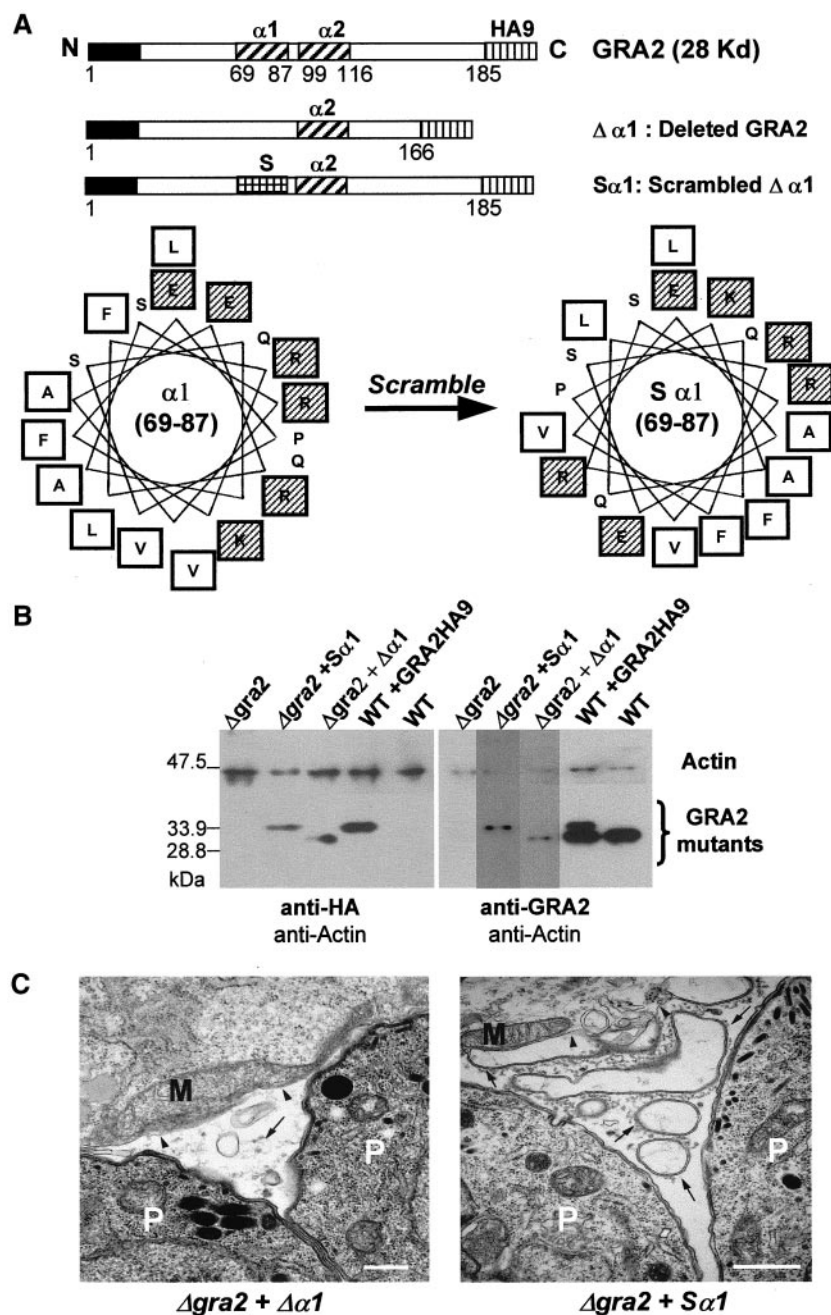 A
α1 α2 HA9
N C GRA2 (28 Kd)
1 69 87 99 116 185
α2
Δ α1 : Deleted GRA2
1 166
S α2
Sα1: Scrambled Δ α1
1 185
L
E
S E
F Q
S R
A R
F P
A Q
L R
V K
V
α1
(69-87)
Scramble
L
E
S K
L Q
S R
P R
V A
R A
Q F
E F
V
S α1
(69-87)
B
Δgra2 Δgra2 +Sα1 Δgra2 + Δα1 WT +GRA2HA9 WT Δgra2 Δgra2 +Sα1 Δgra2 + Δα1 WT +GRA2HA9 WT
47.5 Actin
33.9 GRA2
28.8 mutants
kDa
anti-HA anti-GRA2
anti-Actin anti-Actin
C
M M
P P
P P
Δgra2 + Δα1 Δgra2 + Sα1